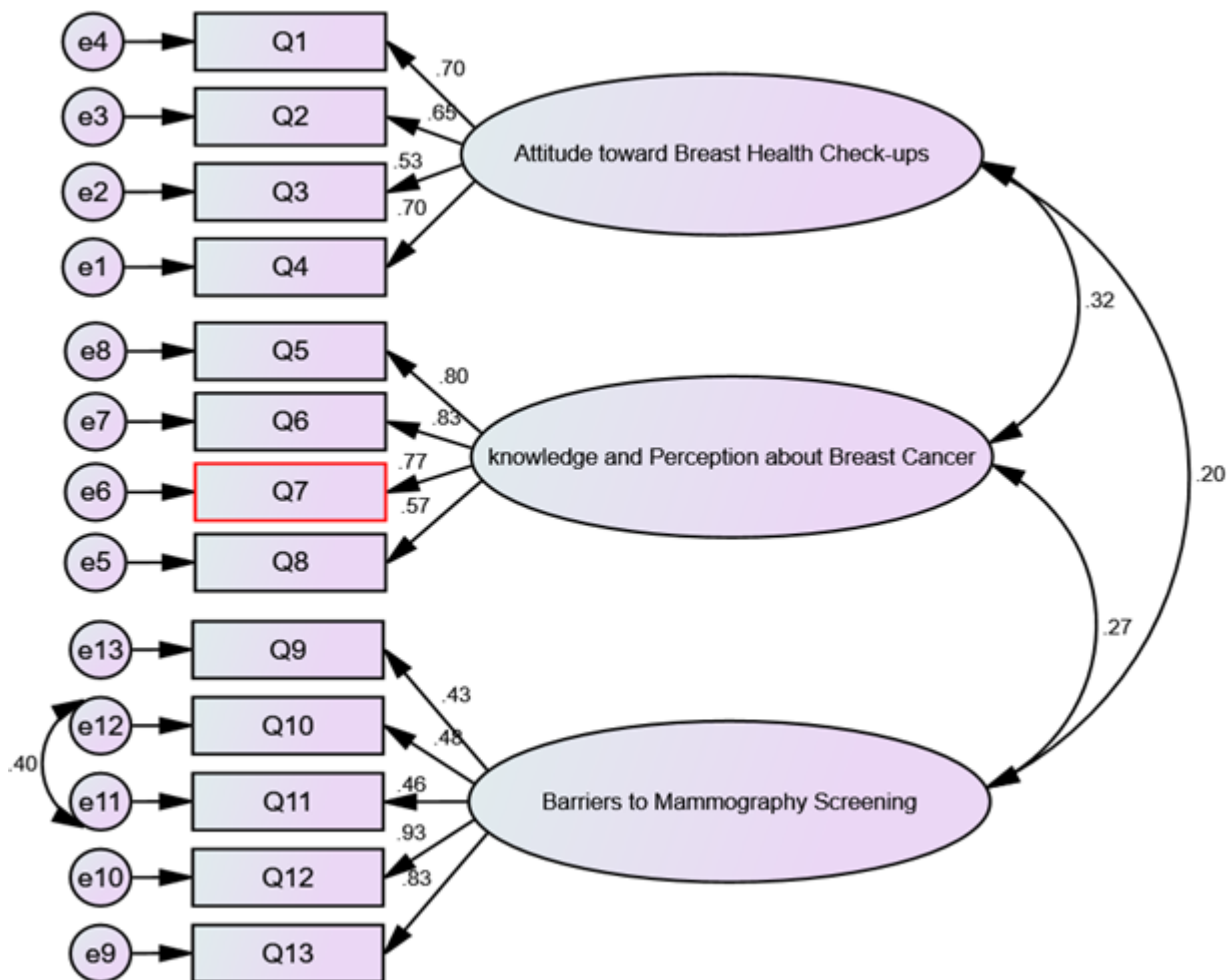 e4
Q1
.70
e3
Q2
.65
Attitude toward Breast Health Check-ups
e2
Q3
.53
.70
e1
Q4
.32
e8
Q5
.80
e7
Q6
.83
knowledge and Perception about Breast Cancer
.77
e6
Q7
.57
.20
e5
Q8
.27
e13
Q9
.43
e12
Q10
.48
.40
e11
Q11
.46
Barriers to Mammography Screening
.93
e10
Q12
.83
e9
Q13